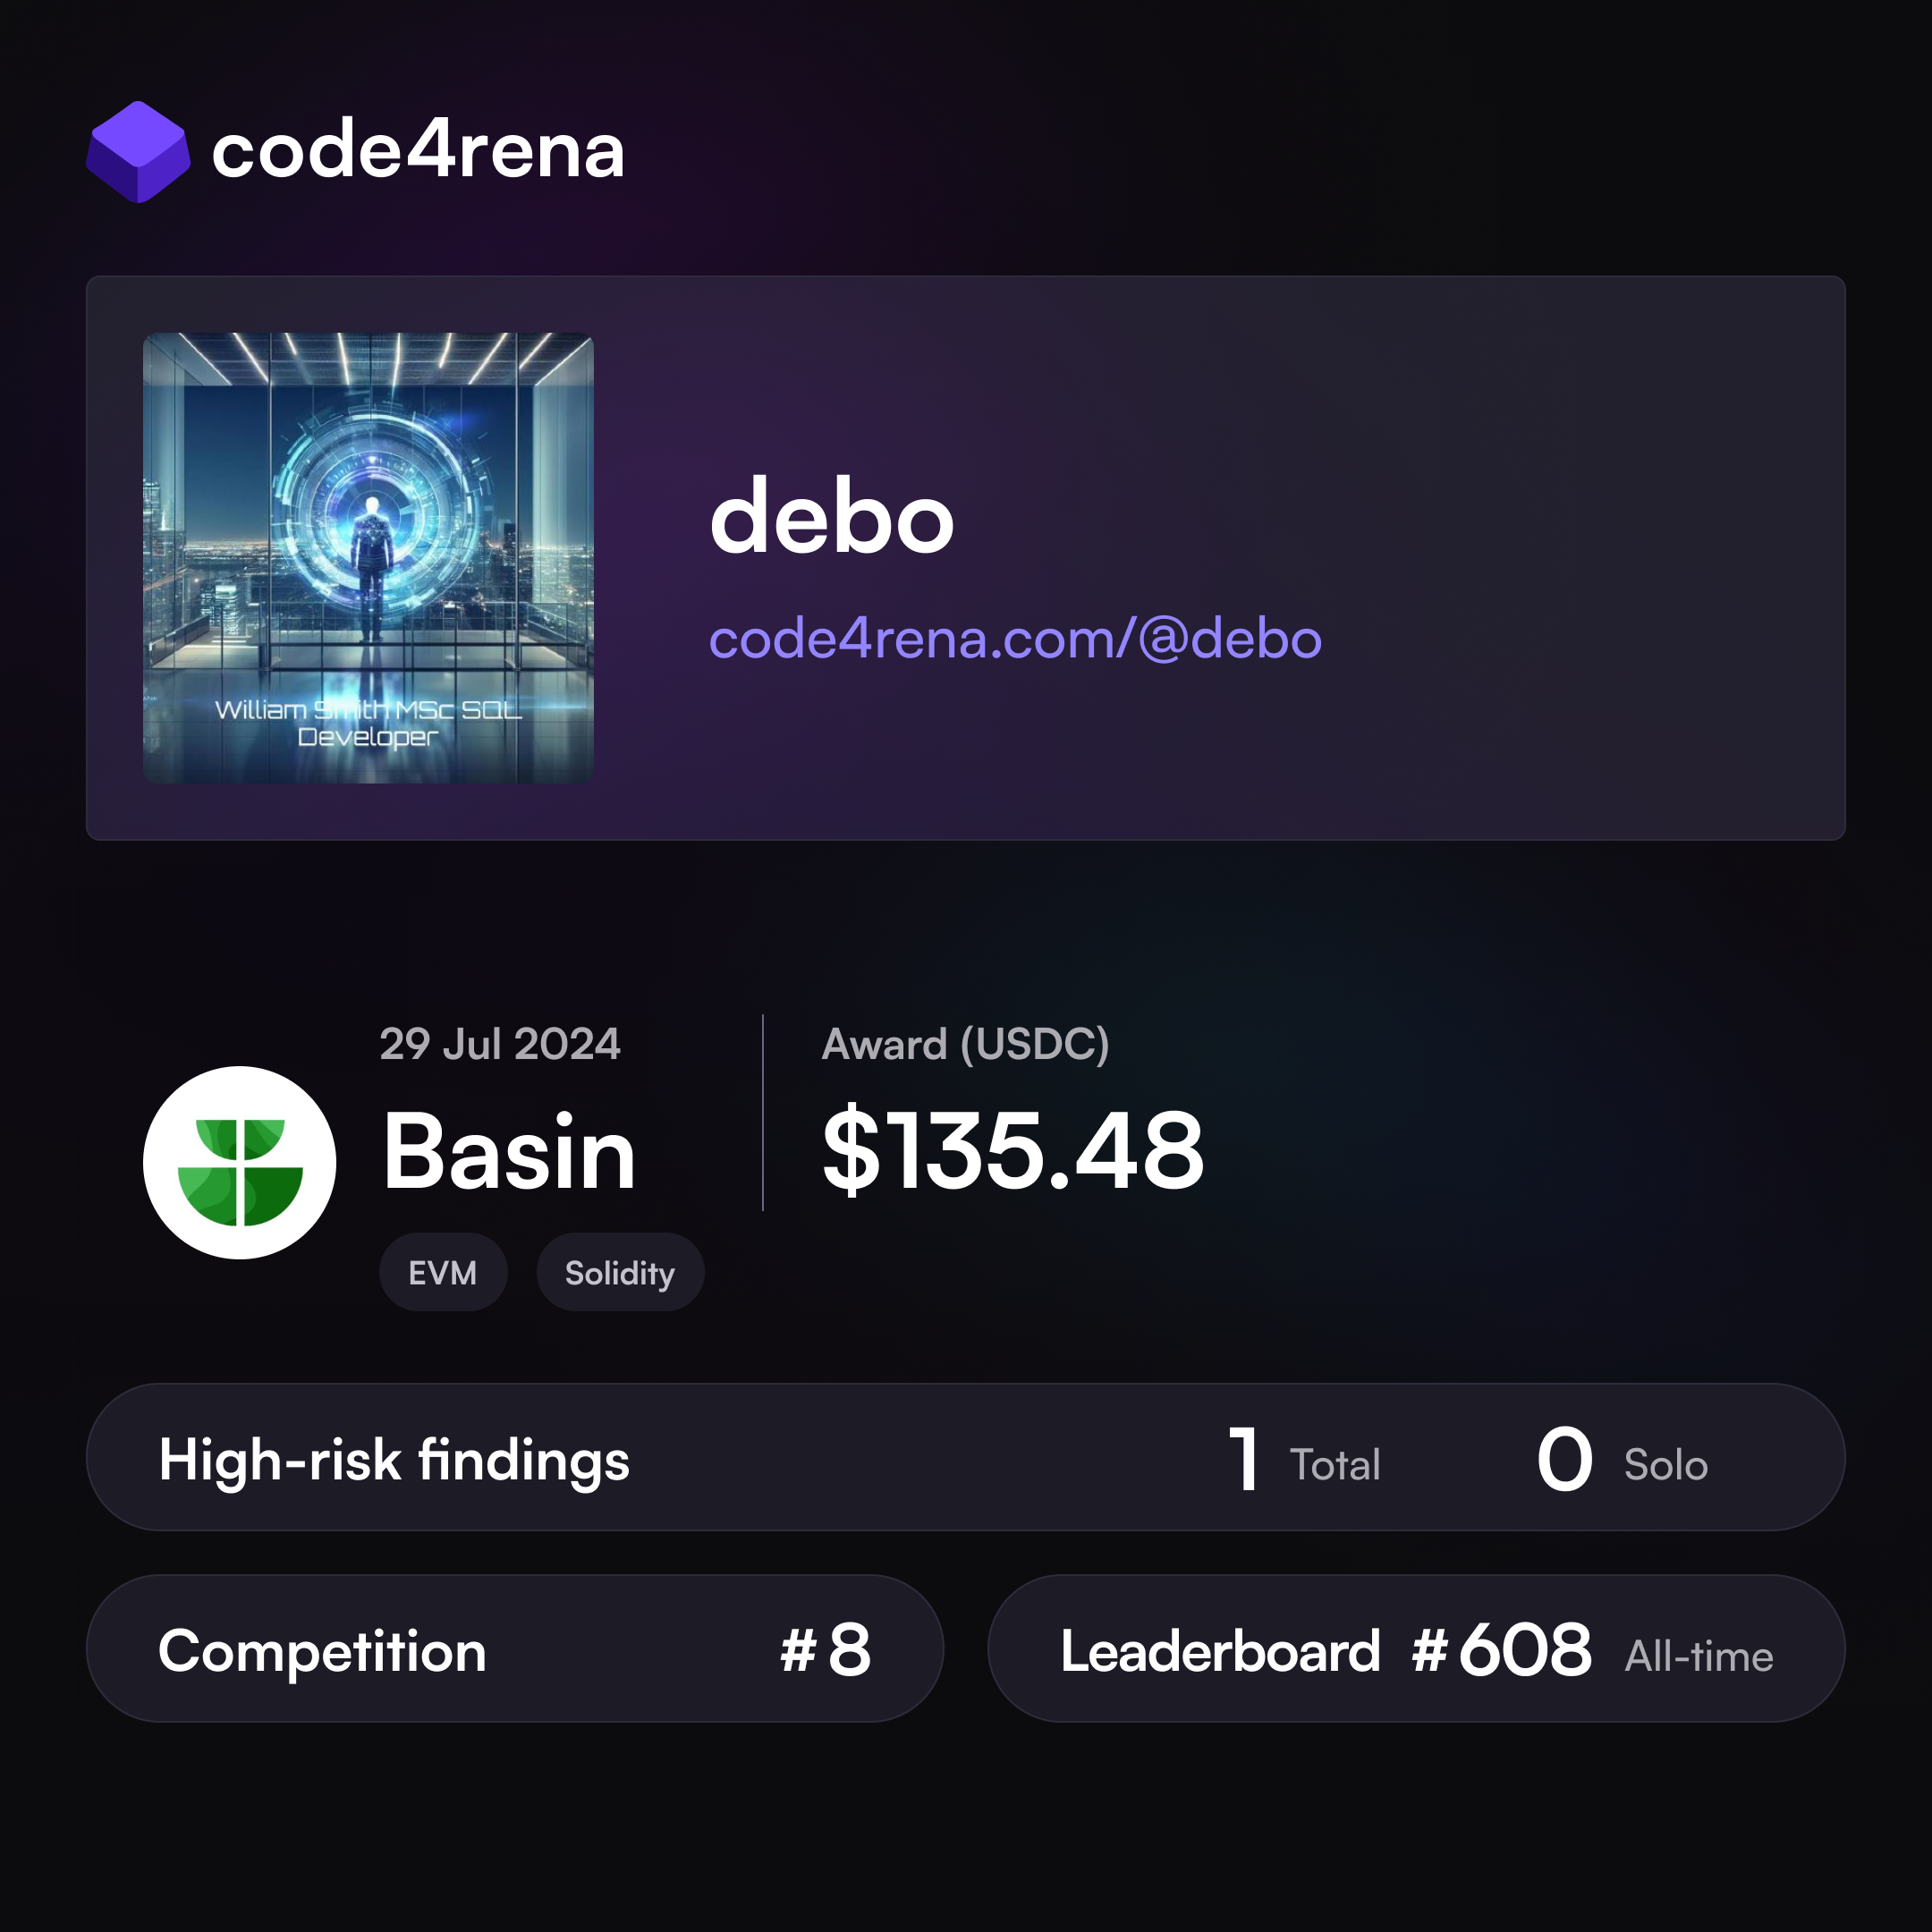 code4rena
debo
code4rena.com/@debo
William Smith MSc SQL
Developer
29 Jul 2024
Basin
EVM
Solidity
Award (USDC)
$135.48
High-risk findings 1 Total 0 Solo
Competition #8
Leaderboard #608 All-time